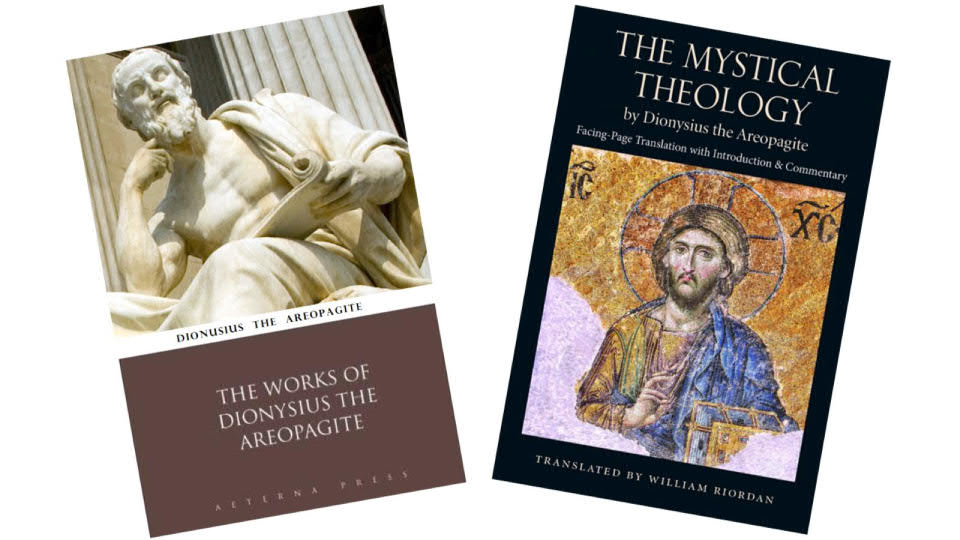 DIONUSIUS THE AREOPAGITE
THE WORKS OF
DIONYSIUS THE
AREOPAGITE
AETERNA PRESS
THE MYSTICAL
THEOLOGY
by Dionysius the Areopagite
Facing-Page Translation with Introduction & Commentary
IC
XC
TRANSLATED BY WILLIAM RIORDAN